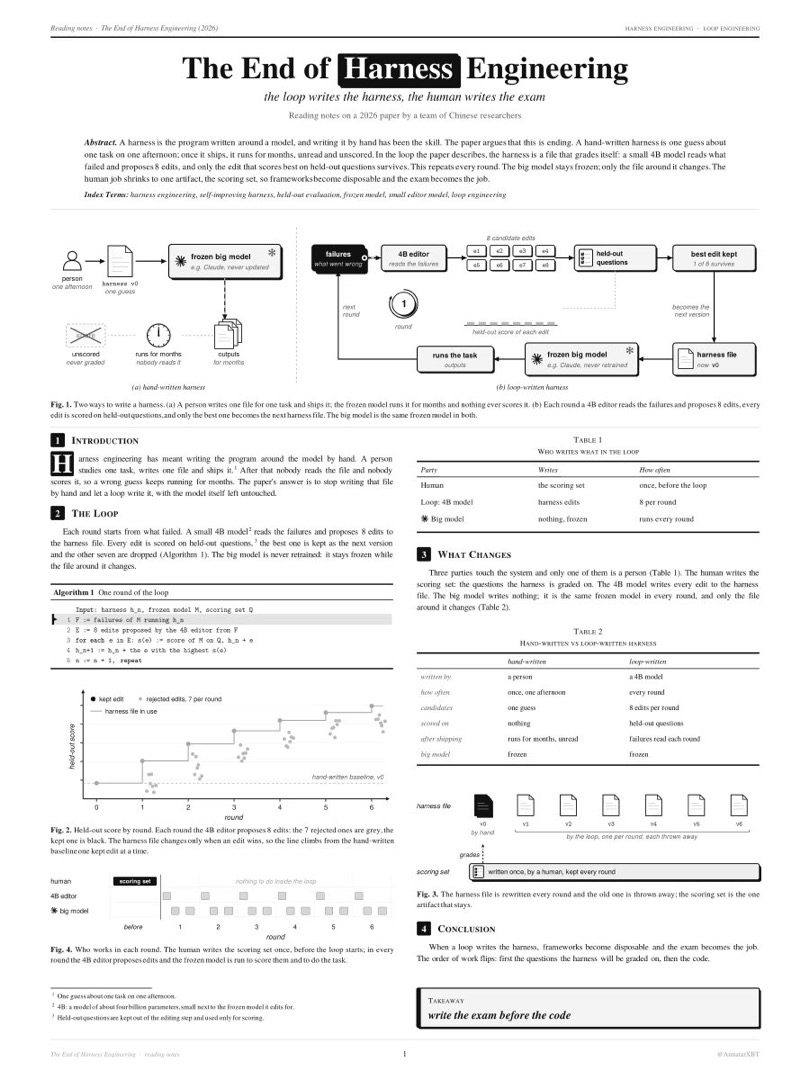 Reading notes · The End of Harness Engineering (2026)
HARNESS ENGINEERING · LOOP ENGINEERING
The End of Harness Engineering
the loop writes the harness, the human writes the exam
Reading notes on a 2026 paper by a team of Chinese researchers
Abstract. A harness is the program written around a model, and writing it by hand has been the skill. The paper argues that this is ending. A hand-written harness is one guess about
one task on one afternoon; once it ships, it runs for months, unread and unscored. In the loop the paper describes, the harness is a file that grades itself: a small 4B model reads what
failed and proposes 8 edits, and only the edit that scores best on held-out questions survives. This repeats every round. The big model stays frozen; only the file around it changes. The
human job shrinks to one artifact, the scoring set, so frameworks become disposable and the exam becomes the job.
Index Terms: harness engineering, self-improving harness, held-out evaluation, frozen model, small editor model, loop engineering
person
one afternoon
harness v0
one guess
frozen big model
e.g. Claude, never updated
unscored
never graded
runs for months
nobody reads it
outputs
for months
(a) hand-written harness
failures
what went wrong
4B editor
reads the failures
8 candidate edits
e1 e2 e3 e4
e5 e6 e7 e8
held-out
questions
best edit kept
1 of 8 survives
next
round
1
round
held-out score of each edit
becomes the
next version
runs the task
outputs
frozen big model
e.g. Claude, never retrained
harness file
now v0
(b) loop-written harness
Fig. 1. Two ways to write a harness. (a) A person writes one file for one task and ships it; the frozen model runs it for months and nothing ever scores it. (b) Each round a 4B editor reads the failures and proposes 8 edits, every
edit is scored on held-out questions, and only the best one becomes the next harness file. The big model is the same frozen model in both.
1 INTRODUCTION
Harness engineering has meant writing the program around the model by hand. A person
studies one task, writes one file and ships it.1 After that nobody reads the file and nobody
scores it, so a wrong guess keeps running for months. The paper's answer is to stop writing that file
by hand and let a loop write it, with the model itself left untouched.
2 THE LOOP
Each round starts from what failed. A small 4B model2 reads the failures and proposes 8 edits to
the harness file. Every edit is scored on held-out questions,3 the best one is kept as the next version
and the other seven are dropped (Algorithm 1). The big model is never retrained: it stays frozen while
the file around it changes.
Algorithm 1 One round of the loop
Input: harness h_n, frozen model M, scoring set Q
1 F := failures of M running h_n
2 E := 8 edits proposed by the 4B editor from F
3 for each e in E: s(e) := score of M on Q, h_n + e
4 h_n+1 := h_n + the e with the highest s(e)
5 n := n + 1, repeat
kept edit
rejected edits, 7 per round
harness file in use
held-out score
hand-written baseline, v0
0 1 2 3 4 5 6
round
Fig. 2. Held-out score by round. Each round the 4B editor proposes 8 edits: the 7 rejected ones are grey, the
kept one is black. The harness file changes only when an edit wins, so the line climbs from the hand-written
baseline one kept edit at a time.
human
scoring set
nothing to do inside the loop
4B editor
big model
before 1 2 3 4 5 6
round
Fig. 4. Who works in each round. The human writes the scoring set once, before the loop starts; in every
round the 4B editor proposes edits and the frozen model is run to score them and to do the task.
1 One guess about one task on one afternoon.
2 4B: a model of about four billion parameters, small next to the frozen model it edits for.
3 Held-out questions are kept out of the editing step and used only for scoring.
TABLE 1
WHO WRITES WHAT IN THE LOOP
Party Writes How often
Human the scoring set once, before the loop
Loop: 4B model harness edits 8 per round
Big model nothing, frozen runs every round
3 WHAT CHANGES
Three parties touch the system and only one of them is a person (Table 1). The human writes the
scoring set: the questions the harness is graded on. The 4B model writes every edit to the harness
file. The big model writes nothing; it is the same frozen model in every round, and only the file
around it changes (Table 2).
TABLE 2
HAND-WRITTEN VS LOOP-WRITTEN HARNESS
hand-written loop-written
written by a person a 4B model
how often once, one afternoon every round
candidates one guess 8 edits per round
scored on nothing held-out questions
after shipping runs for months, unread failures read each round
big model frozen frozen
harness file
v0 v1 v2 v3 v4 v5 v6
by hand
by the loop, one per round, each thrown away
grades
scoring set
written once, by a human, kept every round
Fig. 3. The harness file is rewritten every round and the old one is thrown away; the scoring set is the one
artifact that stays.
4 CONCLUSION
When a loop writes the harness, frameworks become disposable and the exam becomes the job.
The order of work flips: first the questions the harness will be graded on, then the code.
TAKEAWAY
write the exam before the code
The End of Harness Engineering · reading notes
1